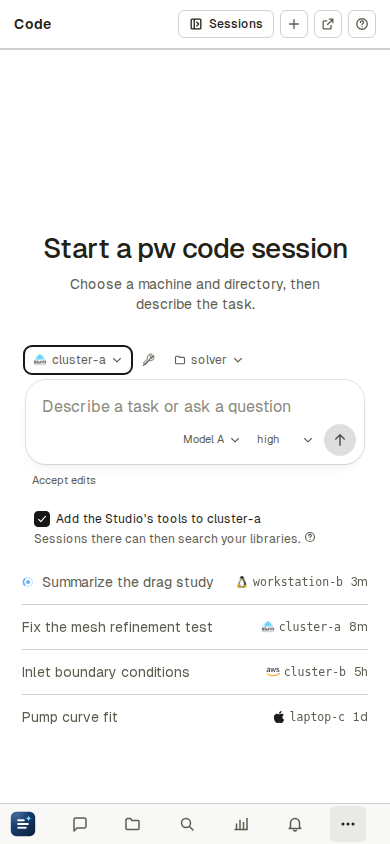 Code
Sessions
Start a pw code session
Choose a machine and directory, then
describe the task.
cluster-a
solver
Describe a task or ask a question
Model A
high
Accept edits
Add the Studio's tools to cluster-a
Sessions there can then search your libraries.
Summarize the drag study workstation-b 3m
Fix the mesh refinement test cluster-a 8m
Inlet boundary conditions aws cluster-b 5h
Pump curve fit laptop-c 1d